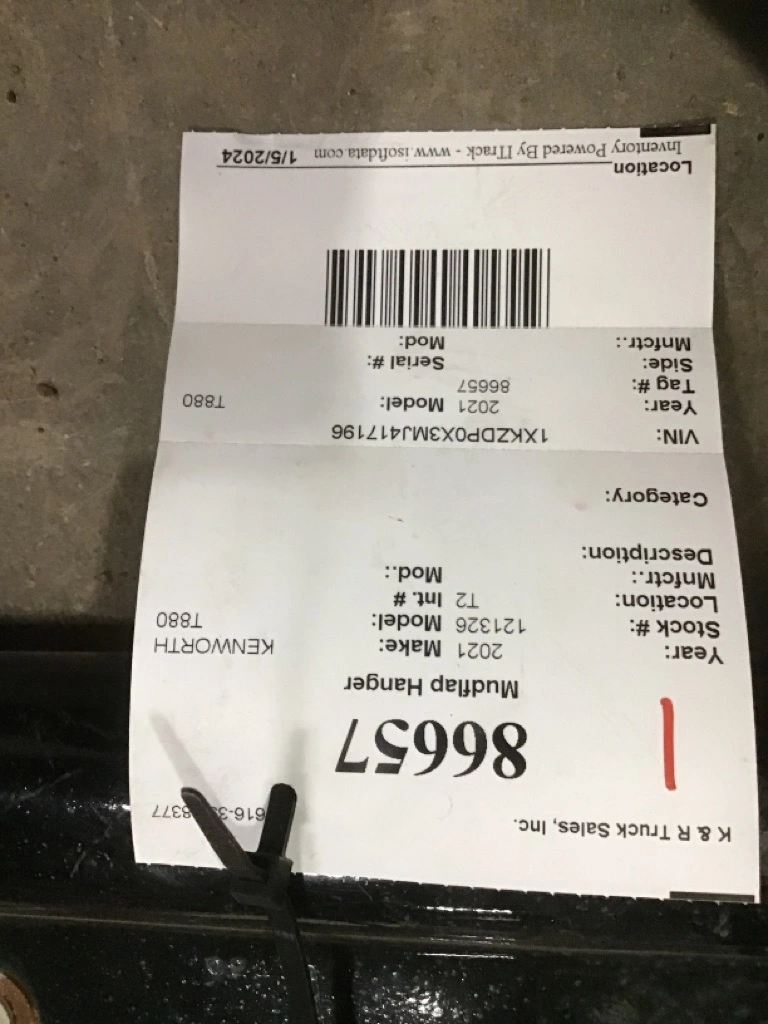 K & R Truck Sales, Inc. 616-3
8377
86657
Mudflap Hanger
Year: 2021 Make: KENWORTH
Stock #: 121326 Model: T880
Location: T2 Int. #
Mnfctr.: Mod.:
Description:
Category:
VIN: 1XKZDP0X3MJ417196
Year: 2021 Model: T880
Tag #: 86657
Side: Serial #:
Mnfctr.: Mod:
Location
Inventory Powered By ITrack - www.isoftdata.com 1/5/2024